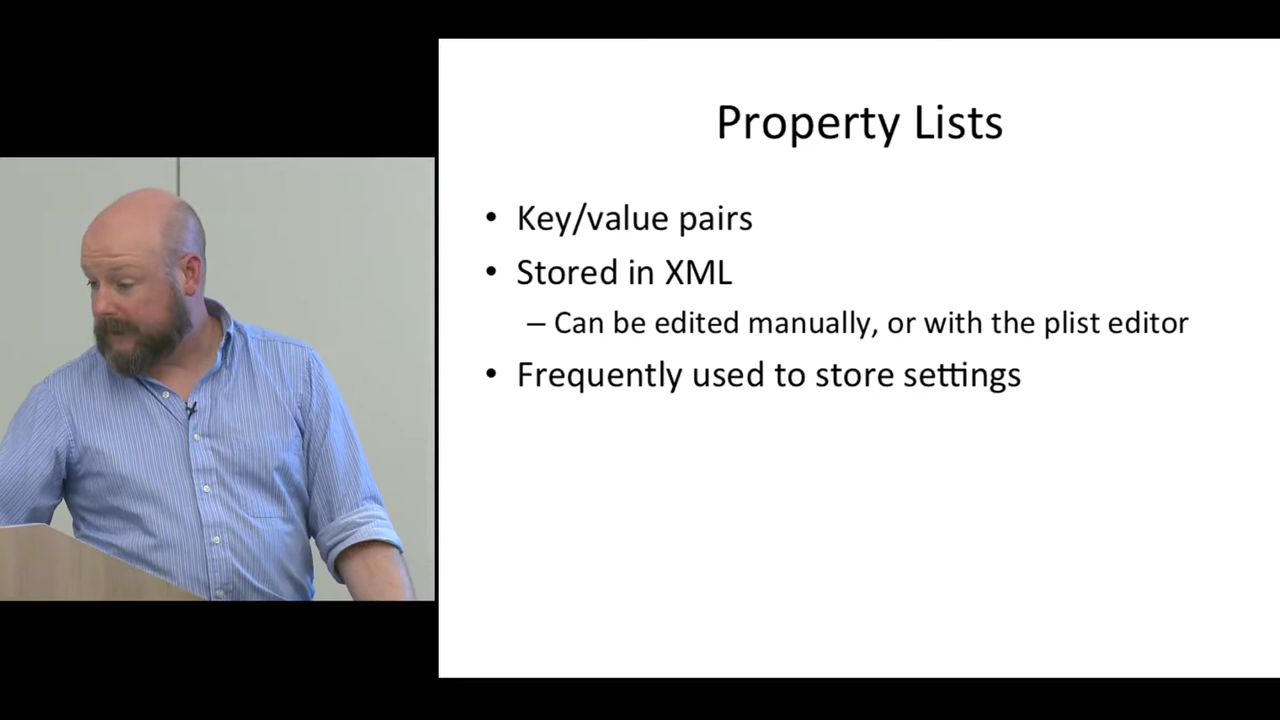 Property Lists
• Key/value pairs
• Stored in XML
– Can be edited manually, or with the plist editor
• Frequently used to store settings